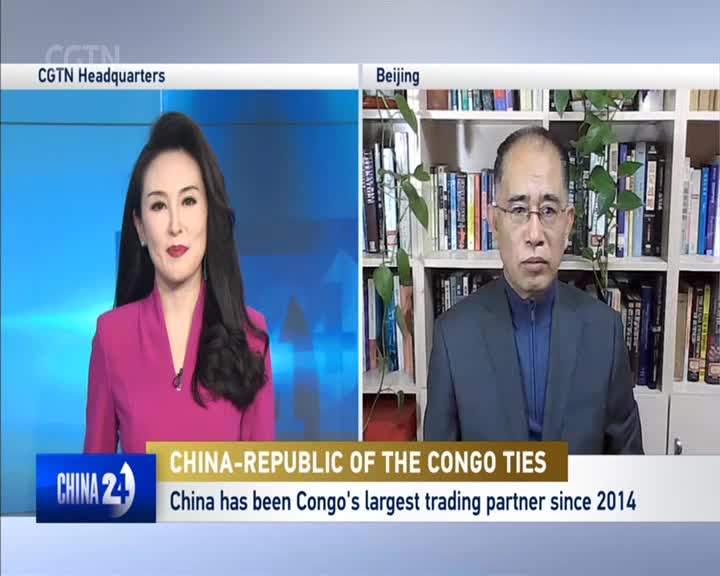 CGTN
CGTN Headquarters
Beijing
CHINA-REPUBLIC OF THE CONGO TIES
CHINA 24
China has been Congo's largest trading partner since 2014